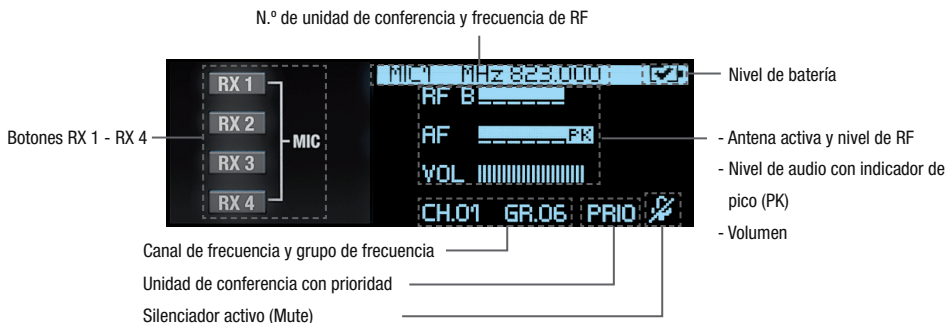 N.º de unidad de conferencia y frecuencia de RF
RX 1
RX 2
RX 3
RX 4
MIC
Botones RX 1 - RX 4
MIC1 MHz 823.000
RF B
AF PK
VOL
CH.01 GR.06 PRIO
Nivel de batería
- Antena activa y nivel de RF
- Nivel de audio con indicador de
pico (PK)
- Volumen
Canal de frecuencia y grupo de frecuencia
Unidad de conferencia con prioridad
Silenciador activo (Mute)